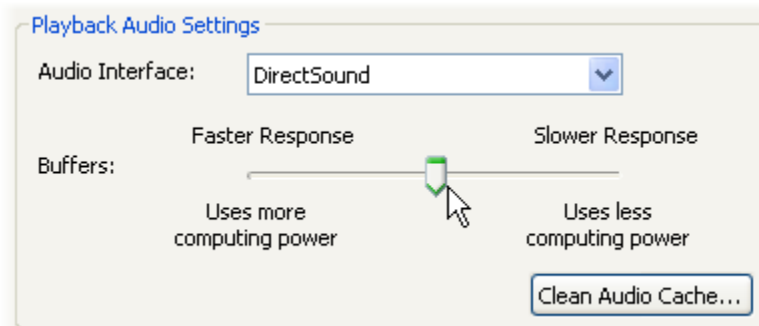 Playback Audio Settings
Audio Interface:
DirectSound
Faster Response
Slower Response
Buffers:
Uses more
computing power
Uses less
computing power
Clean Audio Cache...